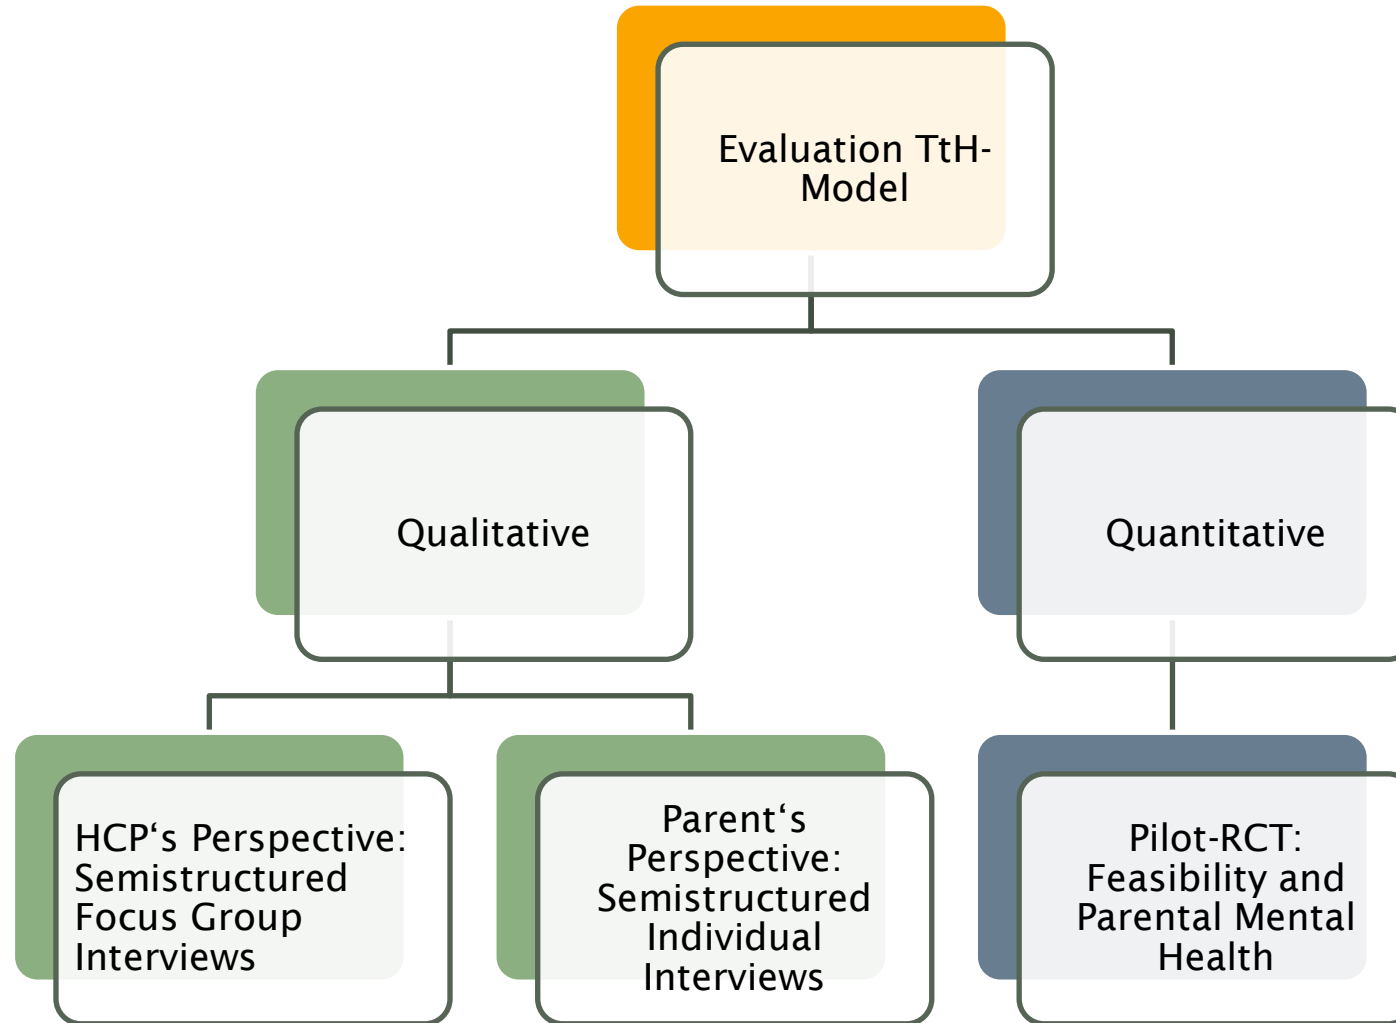 Evaluation TtH-
Model
Qualitative
Quantitative
HCP‘s Perspective:
Semistructured
Focus Group
Interviews
Parent‘s
Perspective:
Semistructured
Individual
Interviews
Pilot-RCT:
Feasibility and
Parental Mental
Health